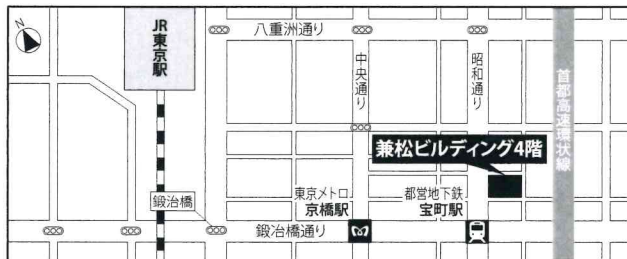 N
JR東京駅
八重洲通り
中央通り
昭和通り
首都高速環状線
兼松ビルディング4階
東京メトロ
京橋駅
都営地下鉄
宝町駅
鍛冶橋
鍛冶橋通り